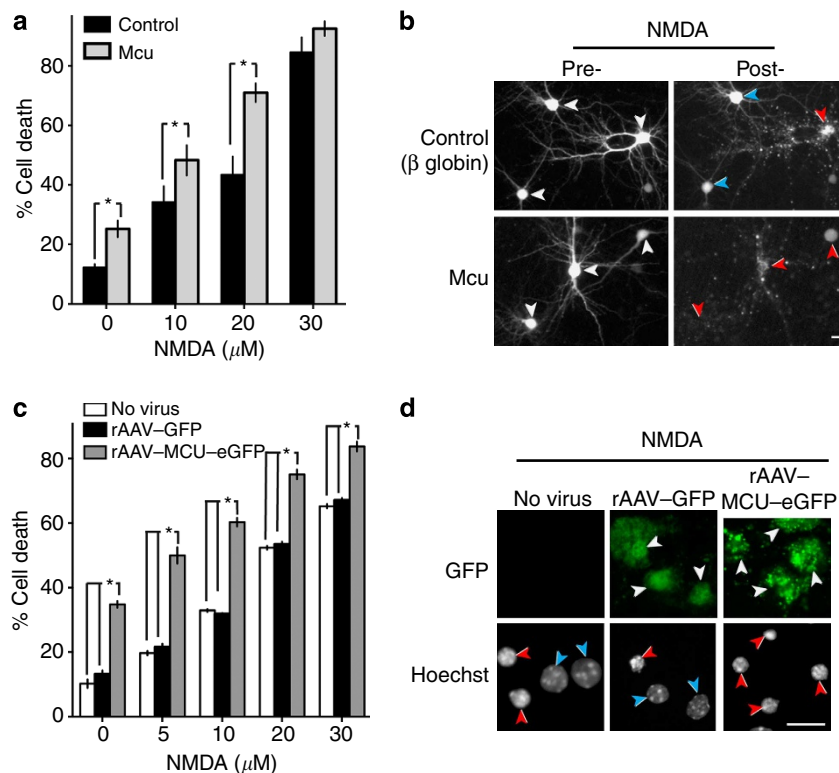 a
Control
Mcu
% Cell death
80
60
40
20
0
* * *
0 10 20 30
NMDA (μM)
b
NMDA
Pre- Post-
Control
(β globin)
Mcu
c
No virus
rAAV–GFP
rAAV–MCU–eGFP
% Cell death
80
60
40
20
0
* * * * *
0 5 10 20 30
NMDA (μM)
d
NMDA
No virus rAAV–GFP rAAV–
MCU–eGFP
GFP
Hoechst